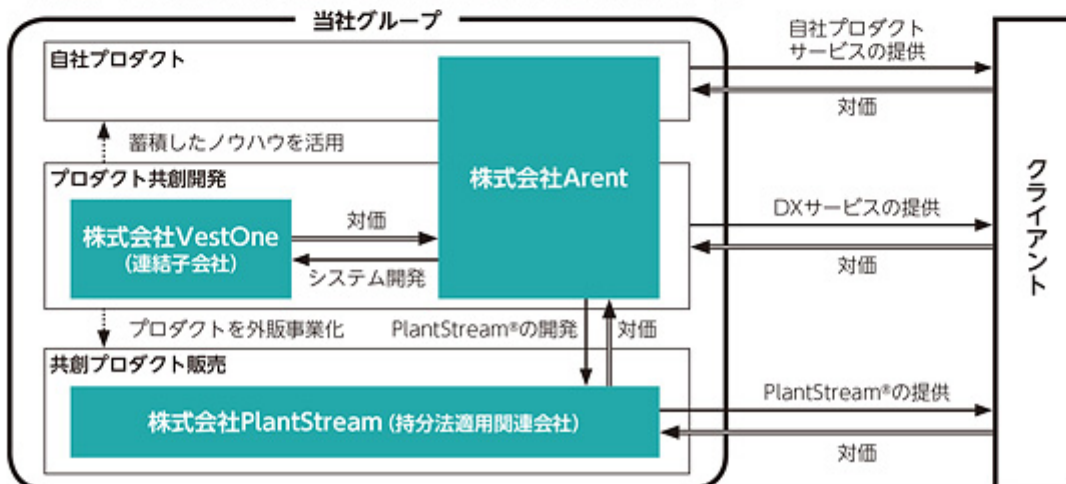 当社グループ
自社プロダクト
自社プロダクト
サービスの提供
対価
蓄積したノウハウを活用
プロダクト共創開発
株式会社Arent
株式会社VestOne
(連結子会社)
対価
システム開発
DXサービスの提供
対価
クライアント
プロダクトを外販事業化
PlantStream®の開発
対価
共創プロダクト販売
株式会社PlantStream (持分法適用関連会社)
PlantStream®の提供
対価